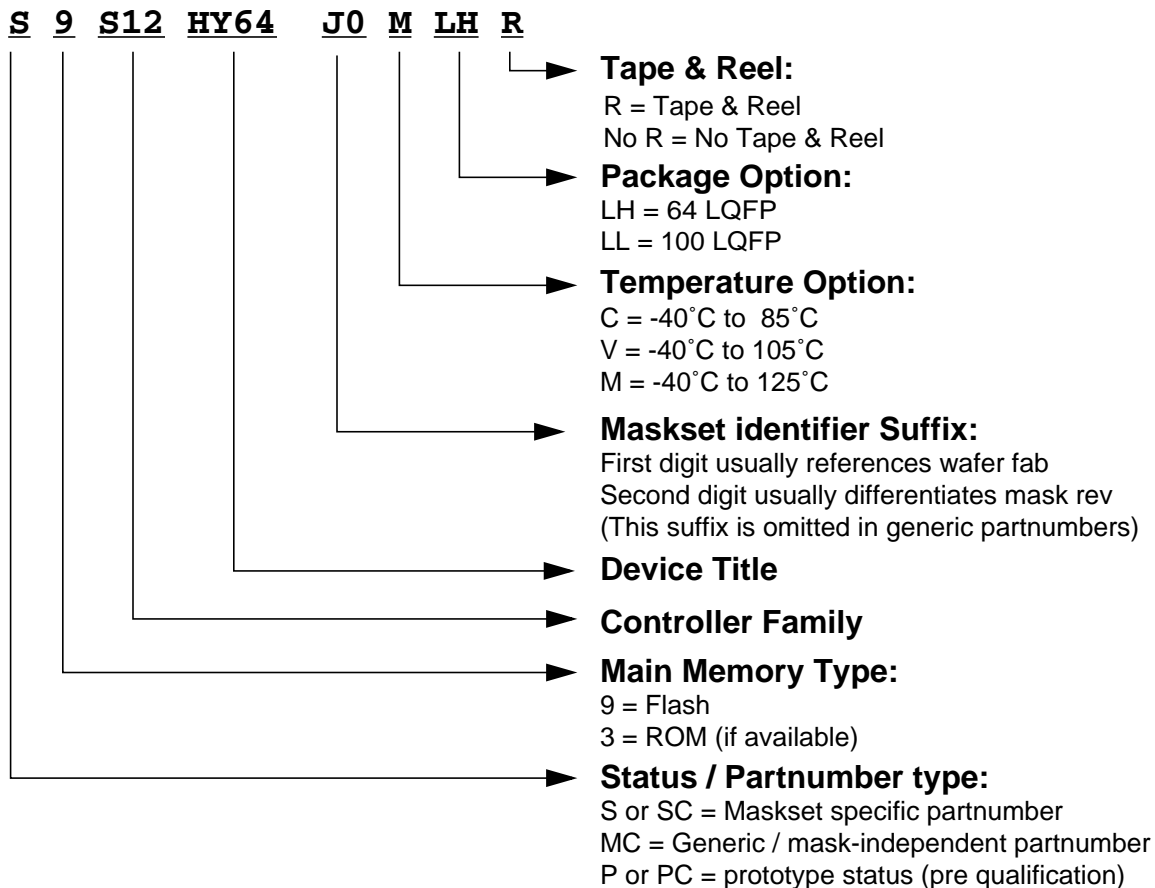 S 9 S12 HY64 J0 M LH R
Tape & Reel:
R = Tape & Reel
No R = No Tape & Reel
Package Option:
LH = 64 LQFP
LL = 100 LQFP
Temperature Option:
C = -40˚C to 85˚C
V = -40˚C to 105˚C
M = -40˚C to 125˚C
Maskset identifier Suffix:
First digit usually references wafer fab
Second digit usually differentiates mask rev
(This suffix is omitted in generic partnumbers)
Device Title
Controller Family
Main Memory Type:
9 = Flash
3 = ROM (if available)
Status / Partnumber type:
S or SC = Maskset specific partnumber
MC = Generic / mask-independent partnumber
P or PC = prototype status (pre qualification)